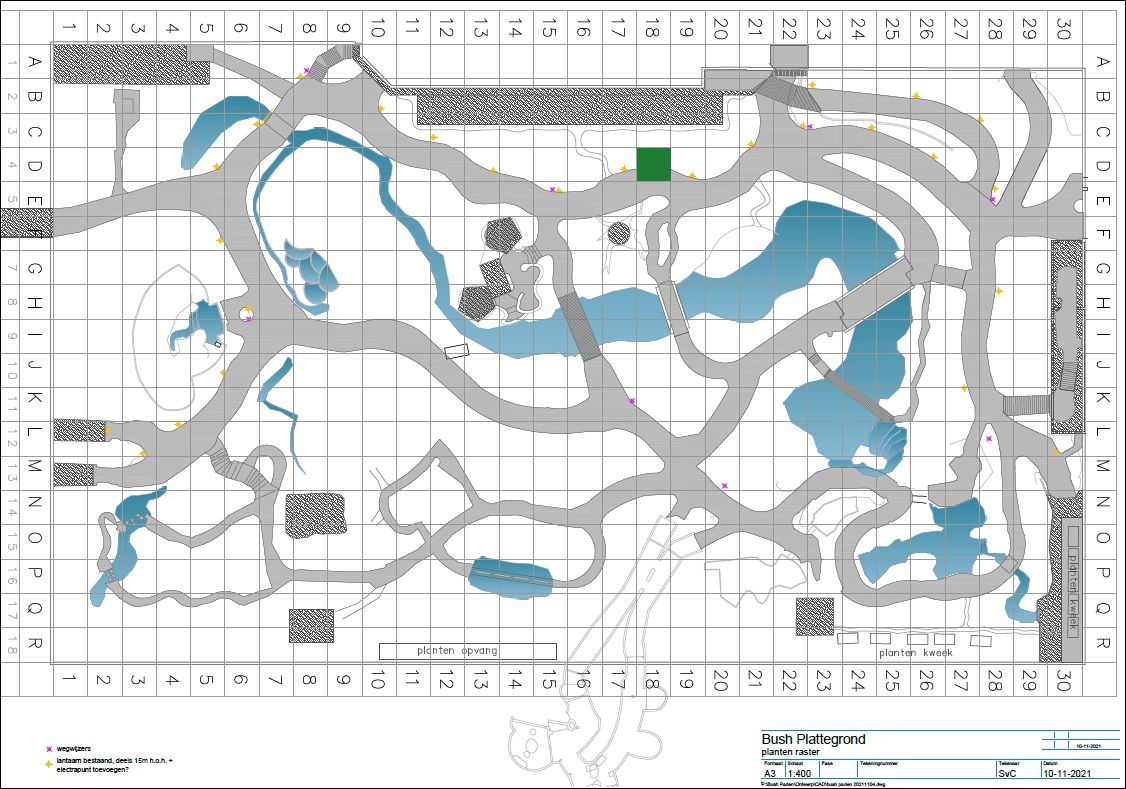 1 2 3 4 5 6 7 8 9 10 11 12 13 14 15 16 17 18 19 20 21 22 23 24 25 26 27 28 29 30
1 A A
2 B B
3 C C
4 D D
5 E E
F F
7 G G
8 H H
9 I I
10 J J
11 K K
12 L L
13 M M
14 N N
15 O O
16 P P
17 Q Q
18 R R
planten kweek
planten opvang
planten kweek
1 2 3 4 5 6 7 8 9 10 11 12 13 14 15 16 17 18 19 20 21 22 23 24 25 26 27 28 29 30
wegwijzers
lantaarn bestaand, deels 15m h.o.h. +
electrapunt toevoegen?
Bush Plattegrond
planten raster
10-11-2021
Formaat Schaal Fase Tekeningnummer Tekenaar Datum
A3 1:400 SvC 10-11-2021
P:\Bush Paden\Ontwerp\CAD\bush paden 20211104.dwg